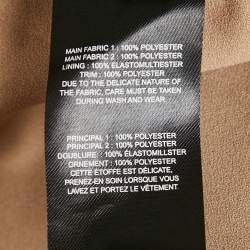 MAIN FABRIC 1 : 100% POLYESTER
MAIN FABRIC 2 : 100% POLYESTER
LINING : 100% ELASTOMULTIESTER
TRIM : 100% POLYESTER
DUE TO THE DELICATE NATURE OF
THE FABRIC, CARE MUST BE TAKEN
DURING WASH AND WEAR
PRINCIPAL 1 : 100% POLYESTER
PRINCIPAL 2 : 100% POLYESTER
DOUBLURE : 100% ÉLASTOMILLSTER
ORNEMENT : 100% POLYESTER
CETTE ÉTOFFE EST DÉLICATE.
PRENEZ-EN SOIN LORSQUE VOUS
LAVEZ ET PORTEZ LE VÊTEMENT.